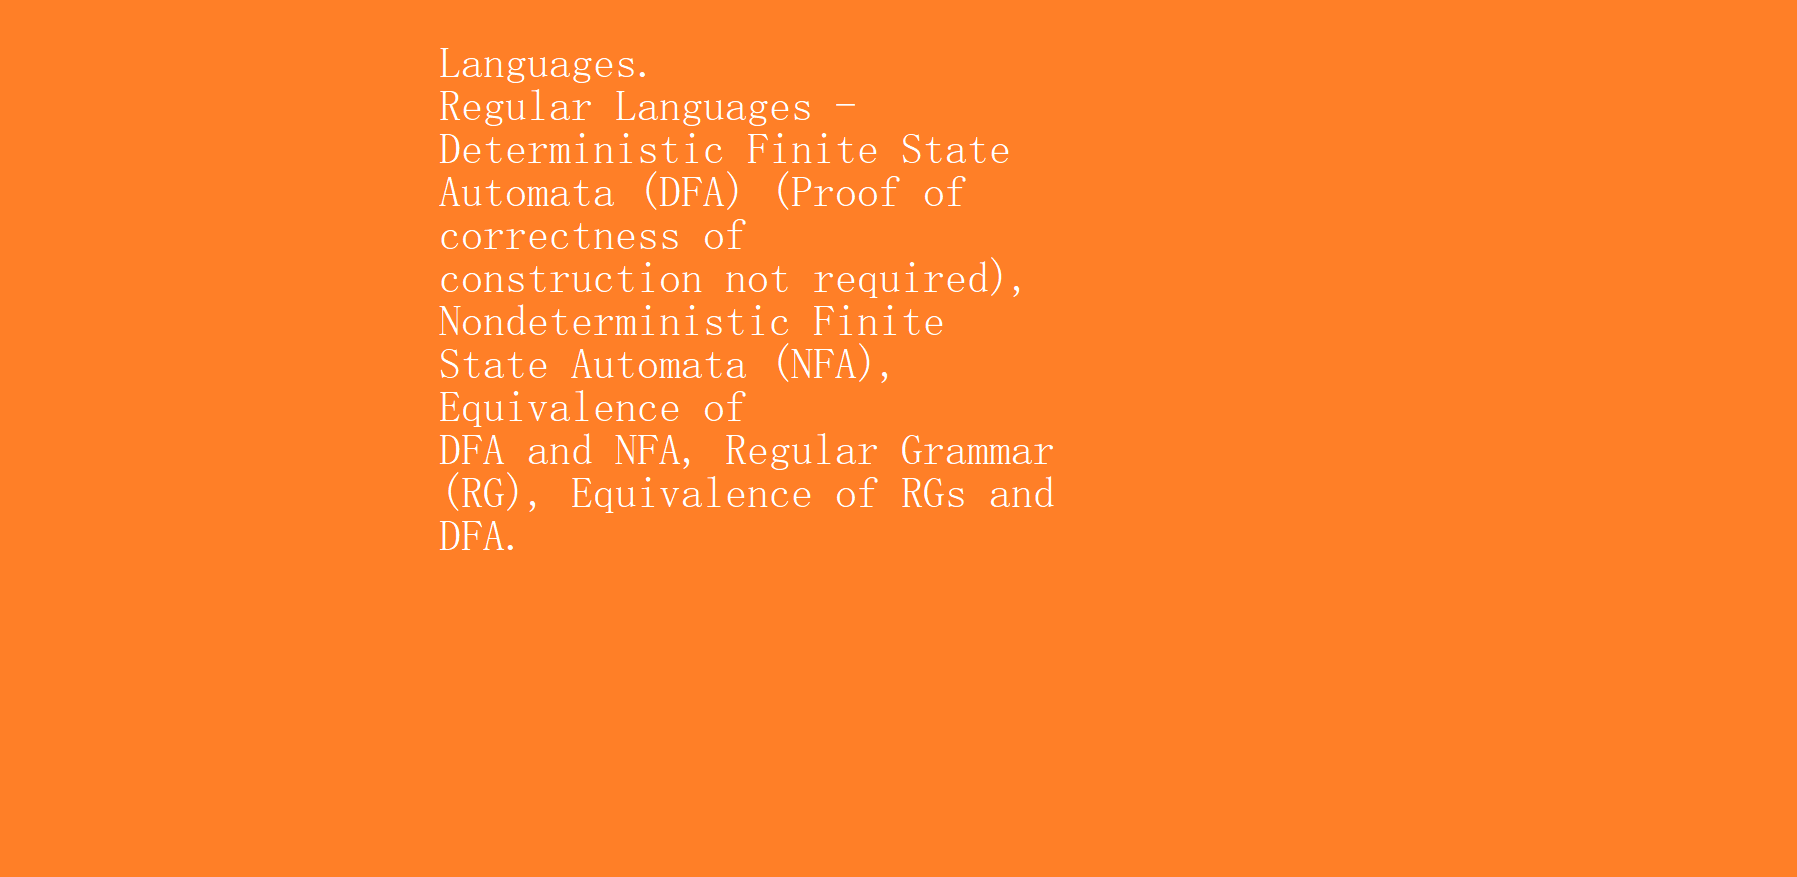 Languages.
Regular Languages -
Deterministic Finite State
Automata (DFA) (Proof of
correctness of
construction not required),
Nondeterministic Finite
State Automata (NFA),
Equivalence of
DFA and NFA, Regular Grammar
(RG), Equivalence of RGs and
DFA.